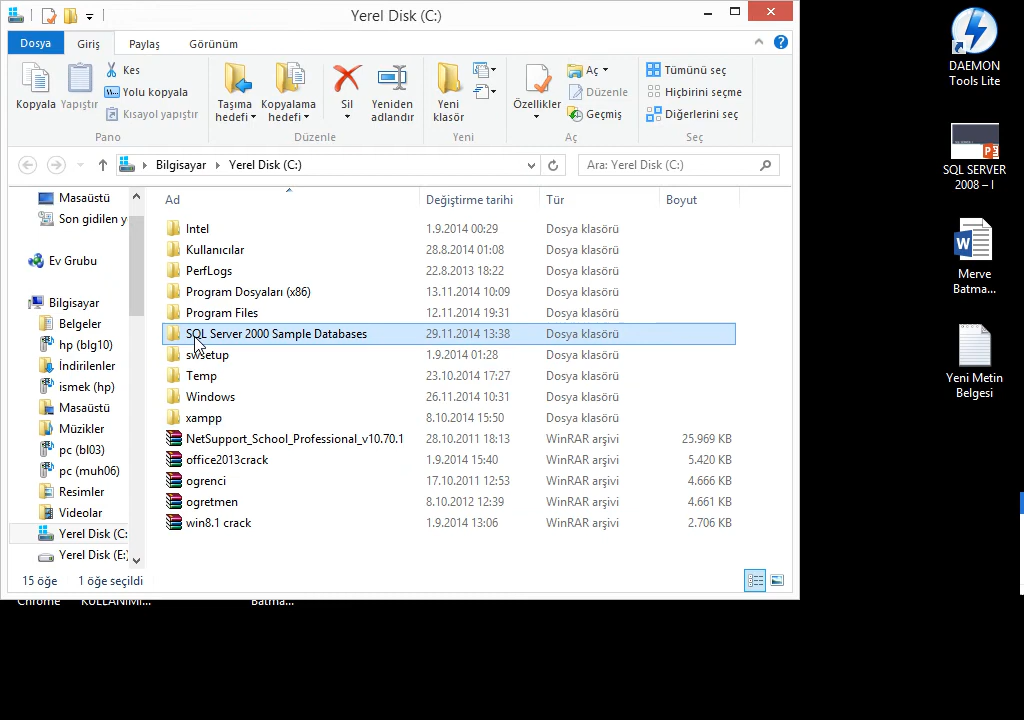 Yerel Disk (C:)
Dosya
Giriş
Paylaş
Görünüm
Kopyala
Yapıştır
Kes
Yolu kopyala
Kısayol yapıştır
Pano
Taşıma hedefi
Kopyalama hedefi
Sil
Yeniden adlandır
Düzenle
Yeni klasör
Yeni
Özellikler
Aç
Düzenle
Geçmiş
Aç
Tümünü seç
Hiçbirini seçme
Diğerlerini seç
Seç
Bilgisayar
Yerel Disk (C:)
Ara: Yerel Disk (C:)
Masaüstü
Son gidilen y
Ev Grubu
Bilgisayar
Belgeler
hp (blg10)
İndirilenler
ismek (hp)
Masaüstü
Müzikler
pc (bl03)
pc (muh06)
Resimler
Videolar
Yerel Disk (C:
Yerel Disk (E:)
Ad Değiştirme tarihi Tür Boyut
Intel 1.9.2014 00:29 Dosya klasörü
Kullanıcılar 28.8.2014 01:08 Dosya klasörü
PerfLogs 22.8.2013 18:22 Dosya klasörü
Program Dosyaları (x86) 13.11.2014 10:09 Dosya klasörü
Program Files 12.11.2014 19:31 Dosya klasörü
SQL Server 2000 Sample Databases 29.11.2014 13:38 Dosya klasörü
swsetup 1.9.2014 01:28 Dosya klasörü
Temp 23.10.2014 17:27 Dosya klasörü
Windows 26.11.2014 10:31 Dosya klasörü
xampp 8.10.2014 15:50 Dosya klasörü
NetSupport_School_Professional_v10.70.1 28.10.2011 18:13 WinRAR arşivi 25.969 KB
office2013crack 1.9.2014 15:40 WinRAR arşivi 5.420 KB
ogrenci 17.10.2011 12:53 WinRAR arşivi 4.666 KB
ogretmen 8.10.2012 12:39 WinRAR arşivi 4.661 KB
win8.1 crack 1.9.2014 13:06 WinRAR arşivi 2.706 KB
15 öğe 1 öğe seçildi
Chrome
KULLANIMI...
Batma...
DAEMON
Tools Lite
SQL SERVER
2008 – I
Merve
Batma...
Yeni Metin
Belgesi